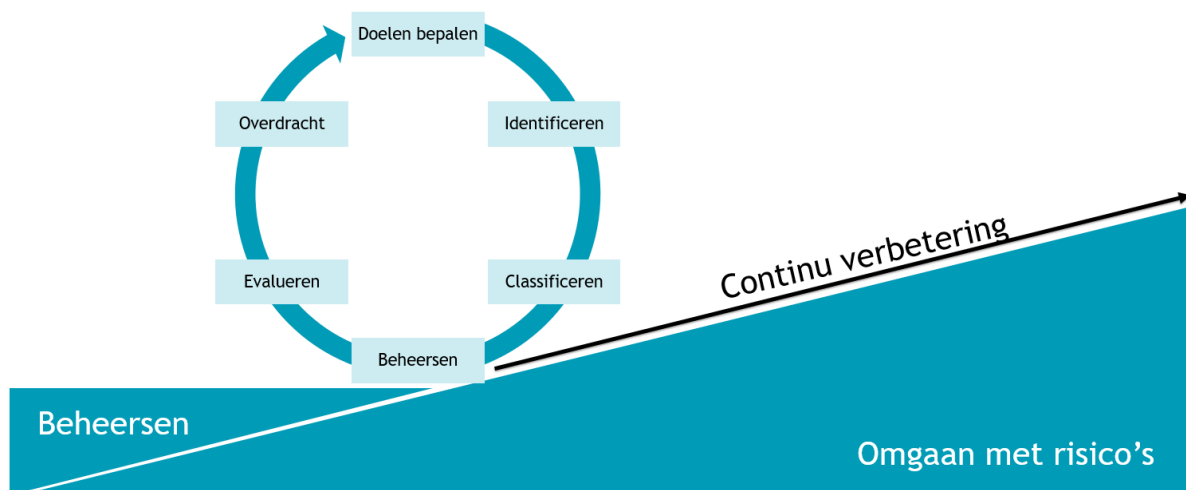 Doelen bepalen
Overdracht
Identificeren
Evalueren
Classificeren
Beheersen
Continu verbetering
Beheersen
Omgaan met risico’s